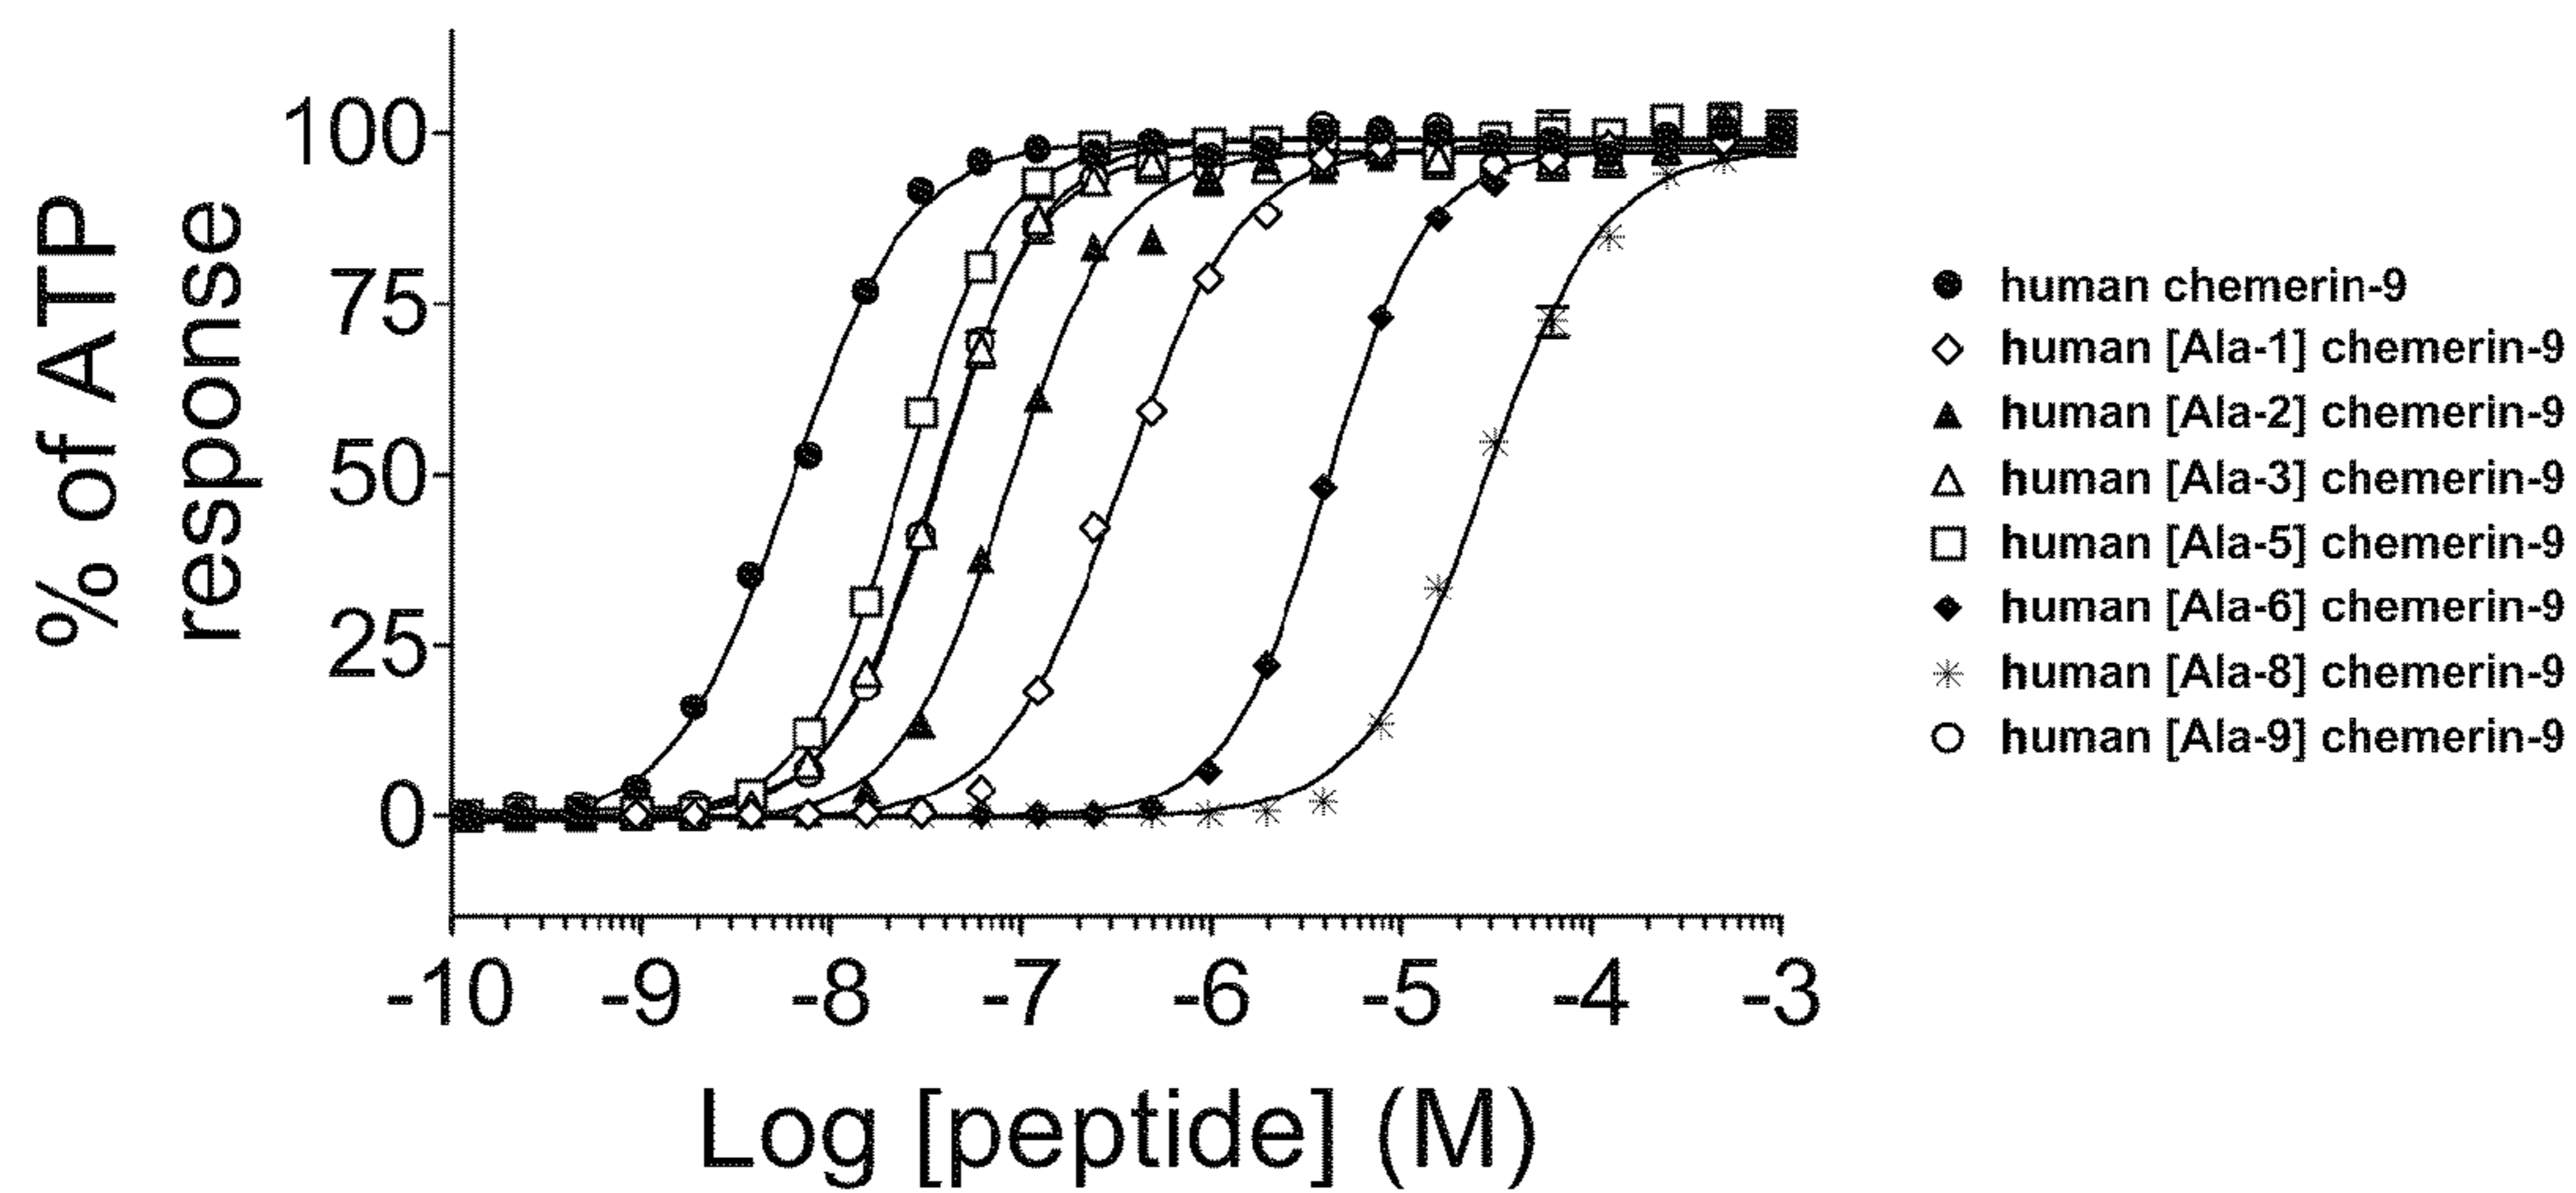 % of ATP
response
100
75
50
25
0
-10 -9 -8 -7 -6 -5 -4 -3
Log [peptide] (M)
human chemerin-9
human [Ala-1] chemerin-9
human [Ala-2] chemerin-9
human [Ala-3] chemerin-9
human [Ala-5] chemerin-9
human [Ala-6] chemerin-9
human [Ala-8] chemerin-9
human [Ala-9] chemerin-9